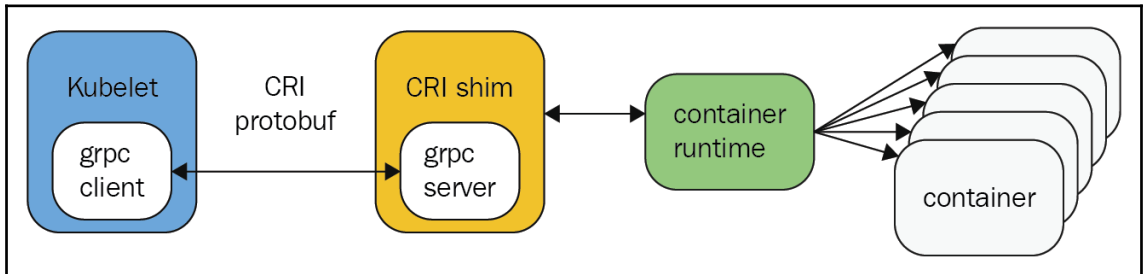 Kubelet
grpc
client
CRI
protobuf
CRI shim
grpc
server
container
runtime
container